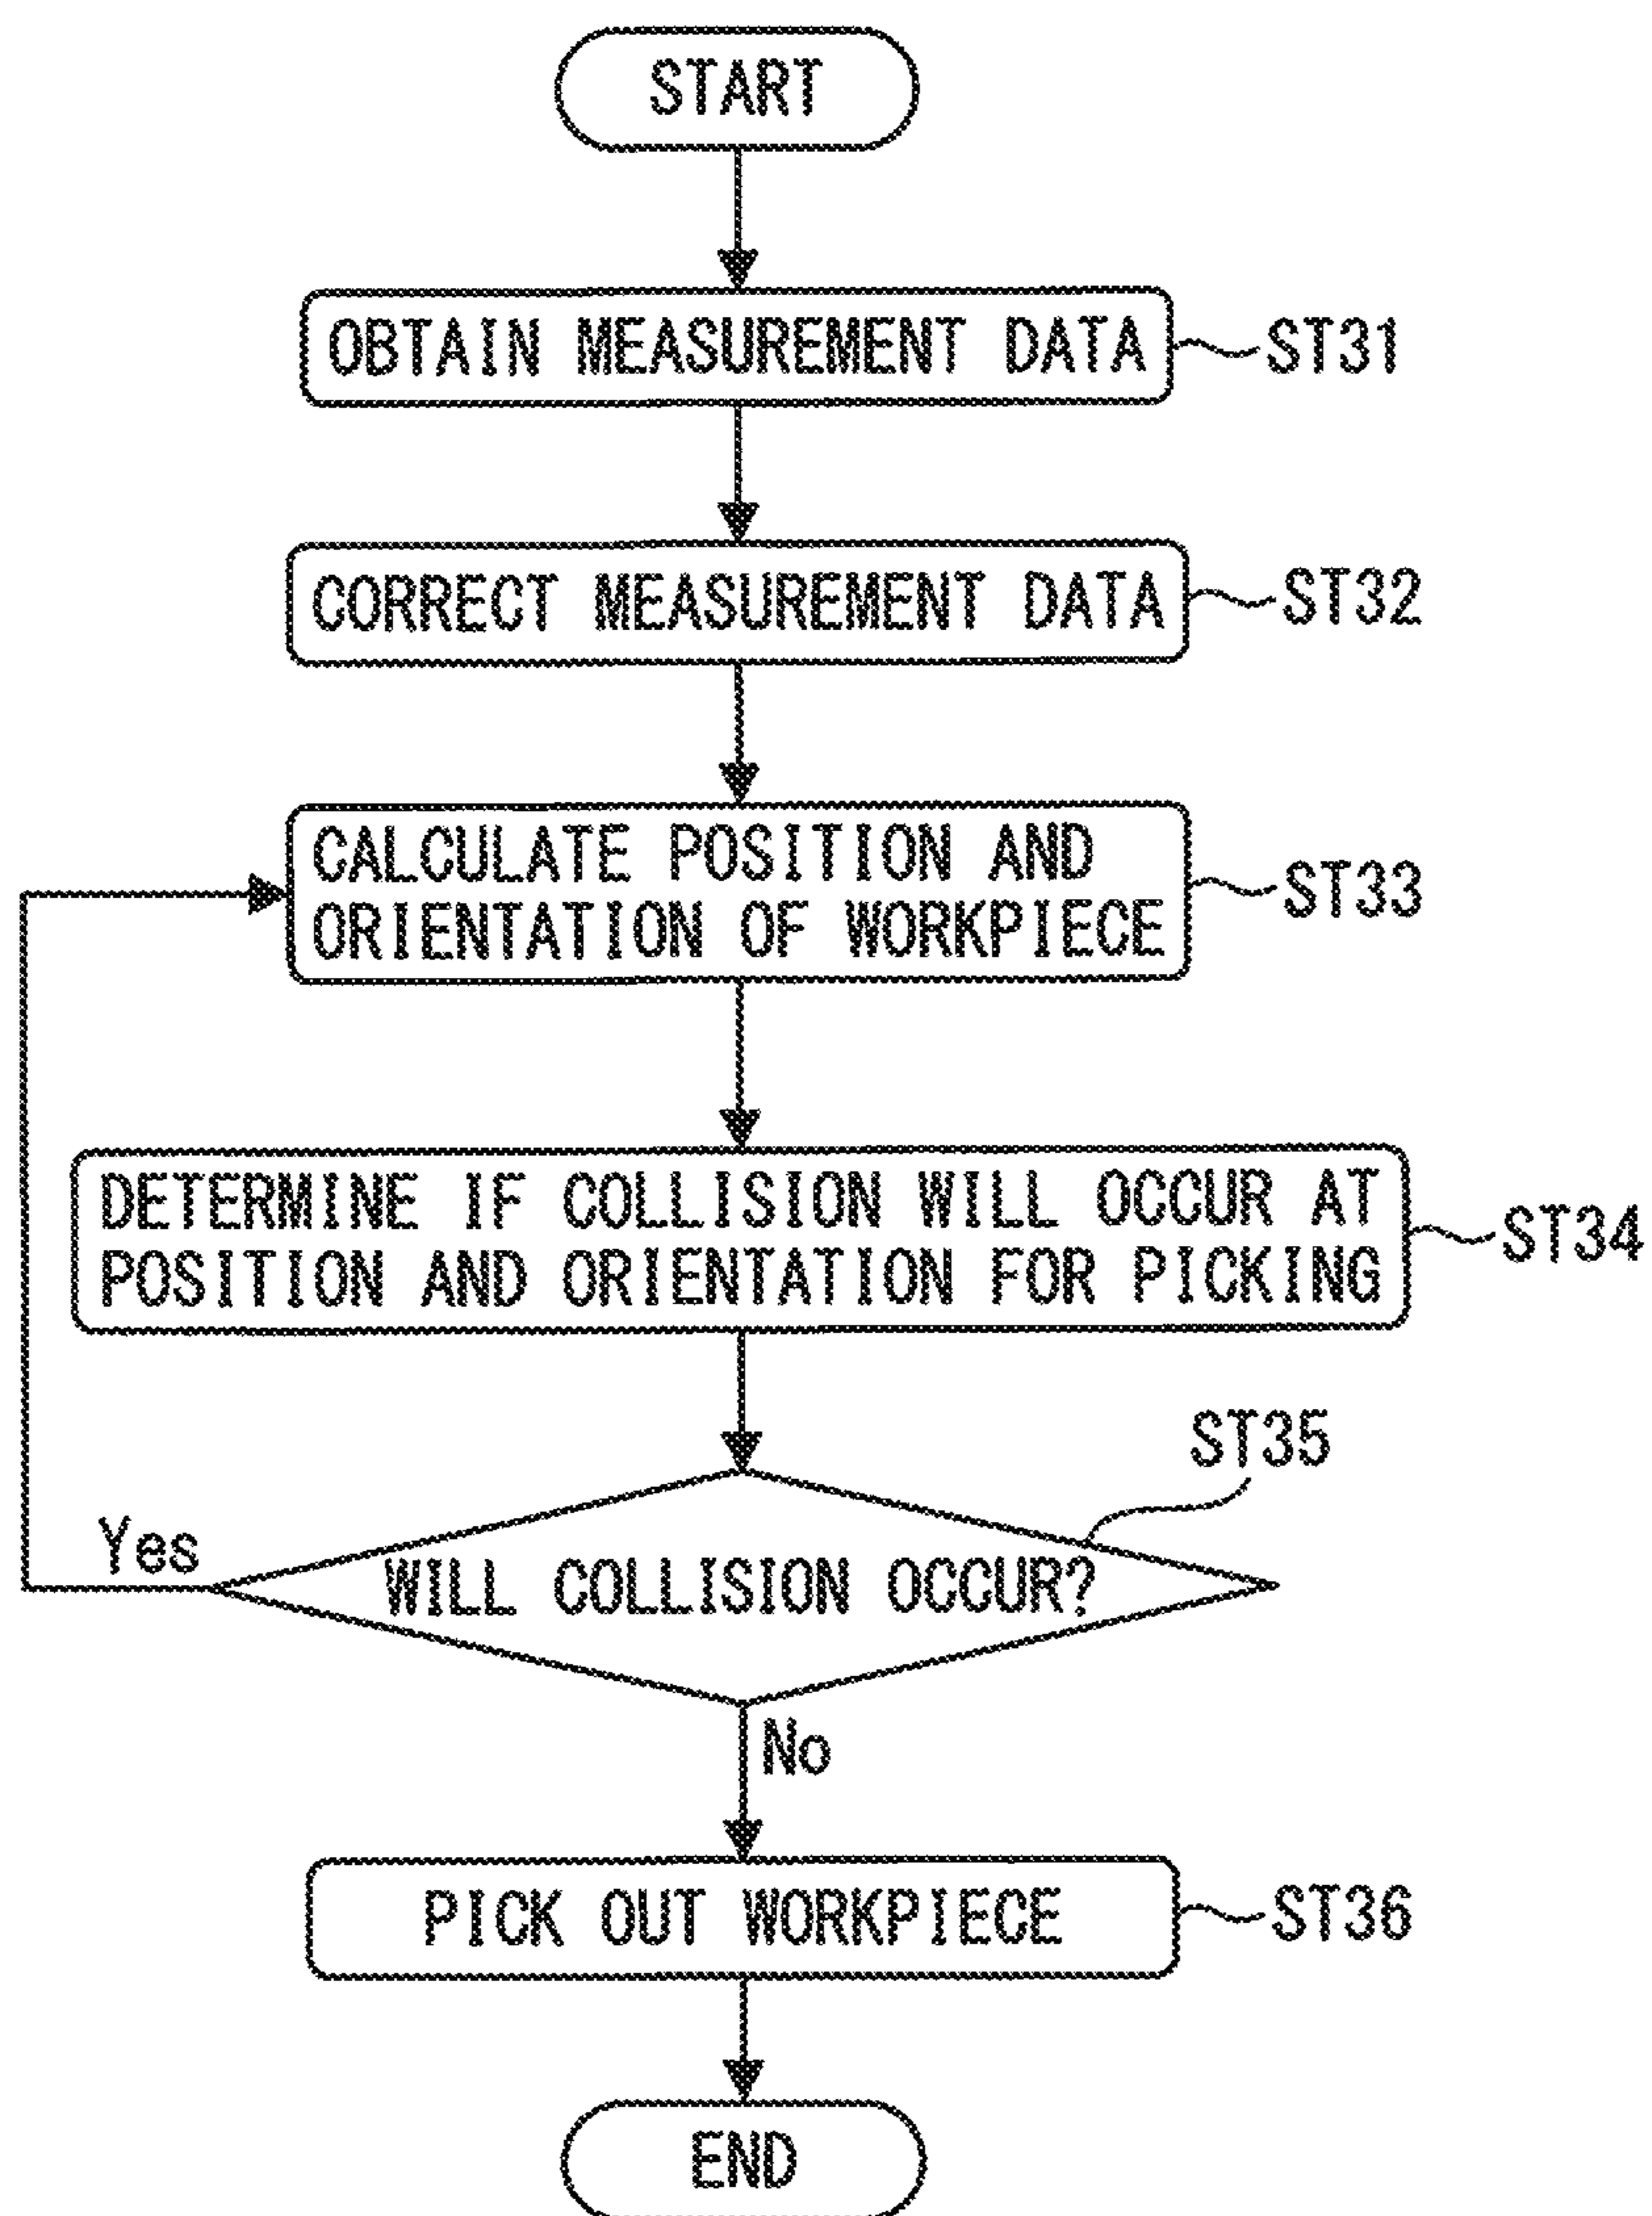 START
OBTAIN MEASUREMENT DATA
ST31
CORRECT MEASUREMENT DATA
ST32
CALCULATE POSITION AND
ORIENTATION OF WORKPIECE
ST33
DETERMINE IF COLLISION WILL OCCUR AT
POSITION AND ORIENTATION FOR PICKING
ST34
ST35
Yes
WILL COLLISION OCCUR?
No
PICK OUT WORKPIECE
ST36
END